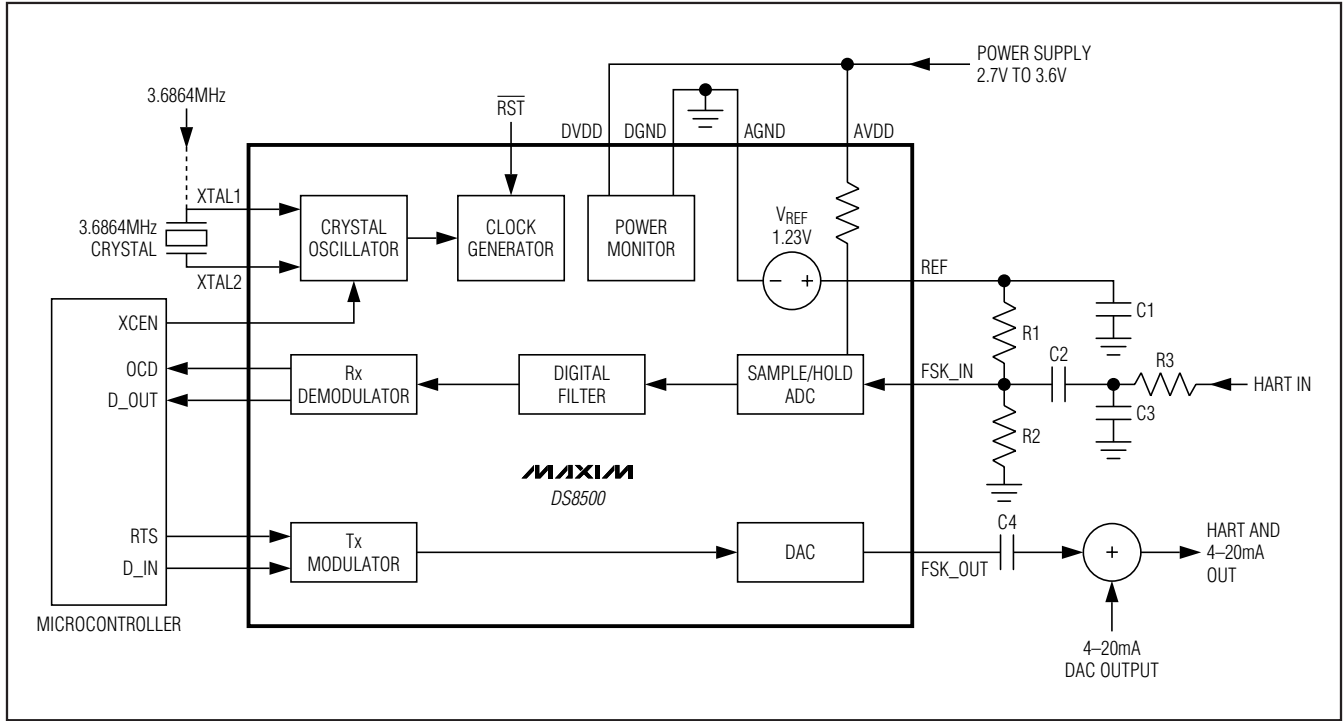 POWER SUPPLY
2.7V TO 3.6V
3.6864MHz
RST
DVDD
DGND
AGND
AVDD
XTAL1
3.6864MHz
CRYSTAL
XTAL2
CRYSTAL
OSCILLATOR
CLOCK
GENERATOR
POWER
MONITOR
VREF
1.23V
− +
REF
C1
R1
XCEN
OCD
D_OUT
Rx
DEMODULATOR
DIGITAL
FILTER
SAMPLE/HOLD
ADC
FSK_IN
C2
R3
HART IN
C3
R2
MAXIM
DS8500
RTS
D_IN
Tx
MODULATOR
DAC
FSK_OUT
C4
+
HART AND
4–20mA
OUT
MICROCONTROLLER
4–20mA
DAC OUTPUT